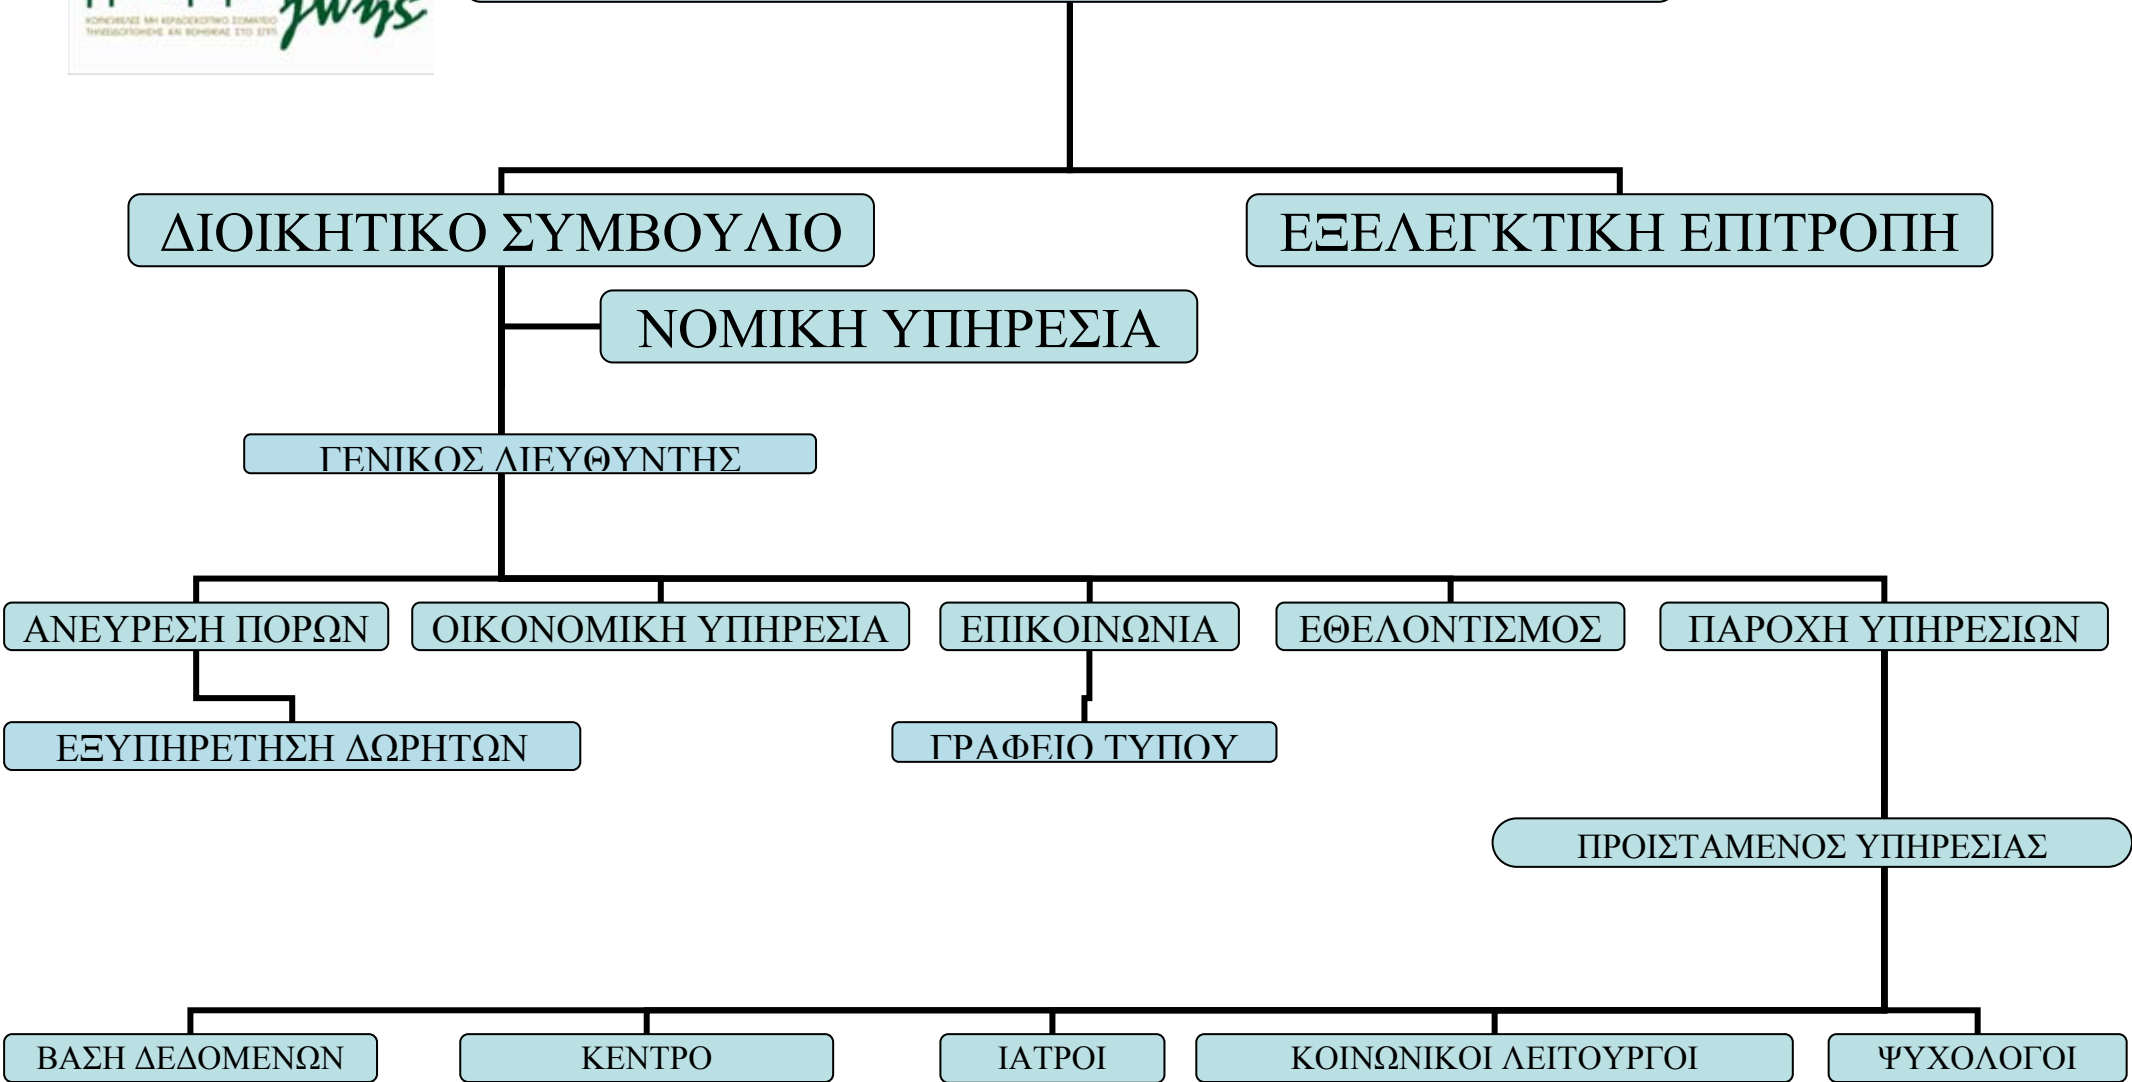 ζωής
ΔΙΟΙΚΗΤΙΚΟ ΣΥΜΒΟΥΛΙΟ
ΕΞΕΛΕΓΚΤΙΚΗ ΕΠΙΤΡΟΠΗ
ΝΟΜΙΚΗ ΥΠΗΡΕΣΙΑ
ΓΕΝΙΚΟΣ ΔΙΕΥΘΥΝΤΗΣ
ΑΝΕΥΡΕΣΗ ΠΟΡΩΝ
ΟΙΚΟΝΟΜΙΚΗ ΥΠΗΡΕΣΙΑ
ΕΠΙΚΟΙΝΩΝΙΑ
ΕΘΕΛΟΝΤΙΣΜΟΣ
ΠΑΡΟΧΗ ΥΠΗΡΕΣΙΩΝ
ΕΞΥΠΗΡΕΤΗΣΗ ΔΩΡΗΤΩΝ
ΓΡΑΦΕΙΟ ΤΥΠΟΥ
ΠΡΟΙΣΤΑΜΕΝΟΣ ΥΠΗΡΕΣΙΑΣ
ΒΑΣΗ ΔΕΔΟΜΕΝΩΝ
ΚΕΝΤΡΟ
ΙΑΤΡΟΙ
ΚΟΙΝΩΝΙΚΟΙ ΛΕΙΤΟΥΡΓΟΙ
ΨΥΧΟΛΟΓΟΙ